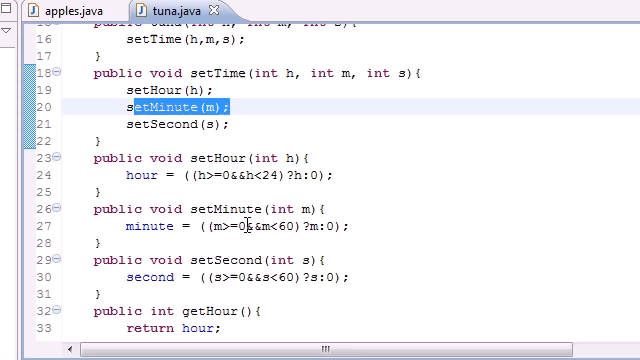 apples.java tuna.java
16 setTime(h,m,s);
17 }
18 public void setTime(int h, int m, int s){
19 setHour(h);
20 setMinute(m);
21 setSecond(s);
22 }
23 public void setHour(int h){
24 hour = ((h>=0&&h<24)?h:0);
25 }
26 public void setMinute(int m){
27 minute = ((m>=0&&m<60)?m:0);
28 }
29 public void setSecond(int s){
30 second = ((s>=0&&s<60)?s:0);
31 }
32 public int getHour(){
33 return hour;